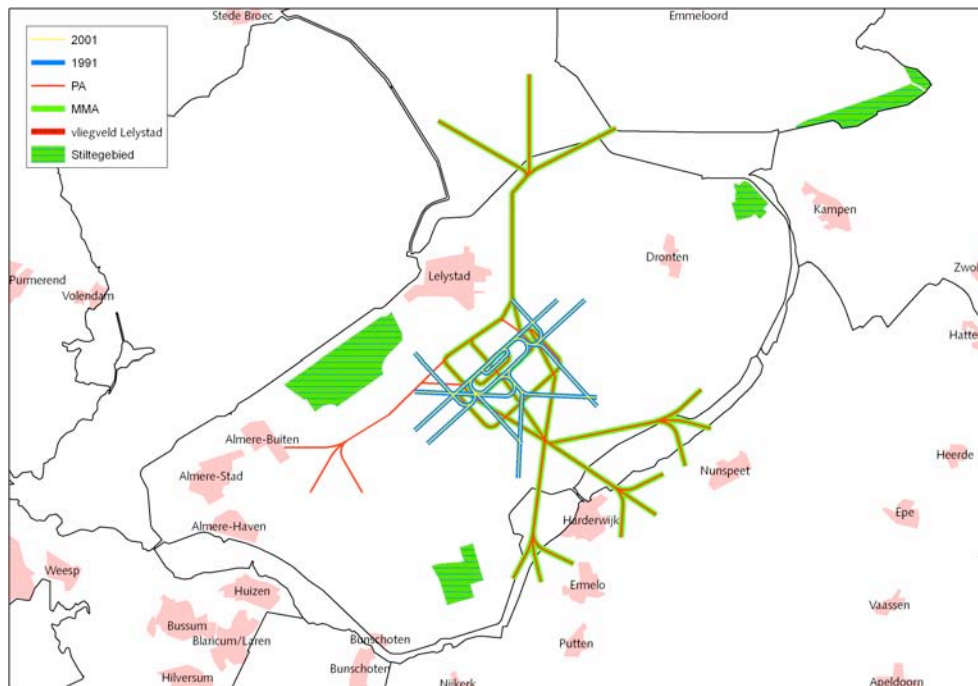 Stede Broec
Emmeloord
2001
1991
PA
MMA
vliegveld Lelystad
Stiltegebied
Kampen
Dronten
Zwol
Purmerend
Lelystad
Volendam
Hatte
Almere-Buiten
Heerde
Almere-Stad
Nunspeet
Epe
Almere-Haven
Harderwijk
Weesp
Ermelo
Huizen
Vaassen
Bussum
Blaricum/Laren
Bunschoten
Putten
Bunschoten
Hilversum
Nijkerk
Apeldoorn